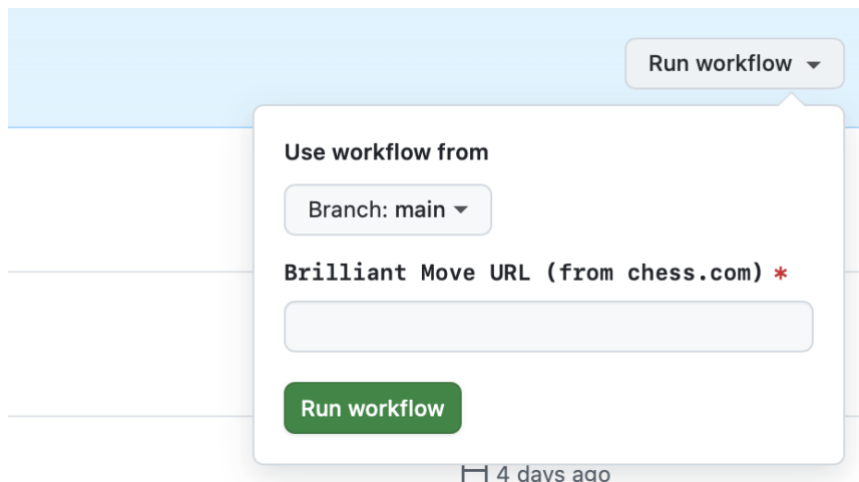 Run workflow
Use workflow from
Branch: main
Brilliant Move URL (from chess.com) *
Run workflow
4 days ago